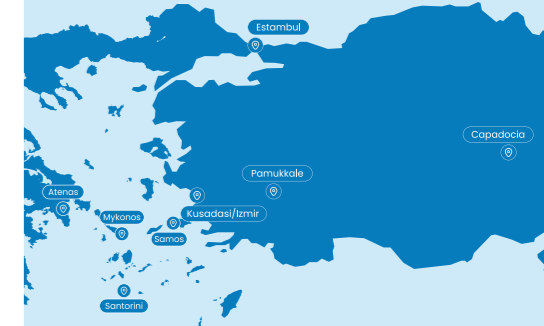 Estambul
Capadocia
Pamukkale
Atenas
Mykonos
Kusadasi/Izmir
Samos
Santorini